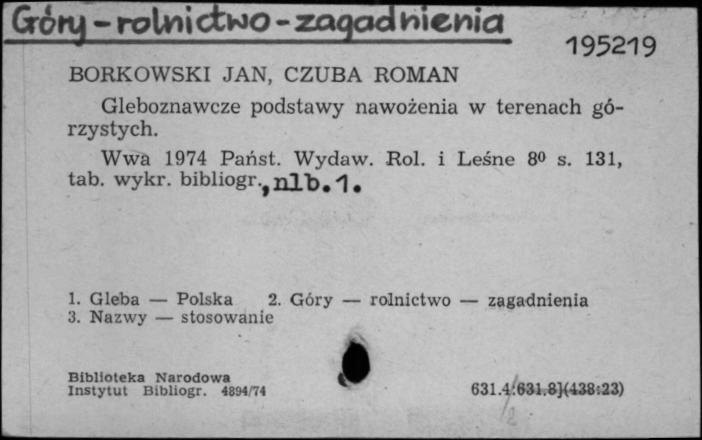 Góry - rolnictwo - zagadnienia
195219
BORKOWSKI JAN, CZUBA ROMAN
Gleboznawcze podstawy nawożenia w terenach gó-
rzystych.
Wwa 1974 Państ. Wydaw. Rol. i Leśne 8º s. 131,
tab. wykr. bibliogr., nlb. 1.
1. Gleba — Polska 2. Góry — rolnictwo — zagadnienia
3. Nazwy — stosowanie
Biblioteka Narodowa
Instytut Bibliogr. 4894/74
631.4:631.8](438:23)
2